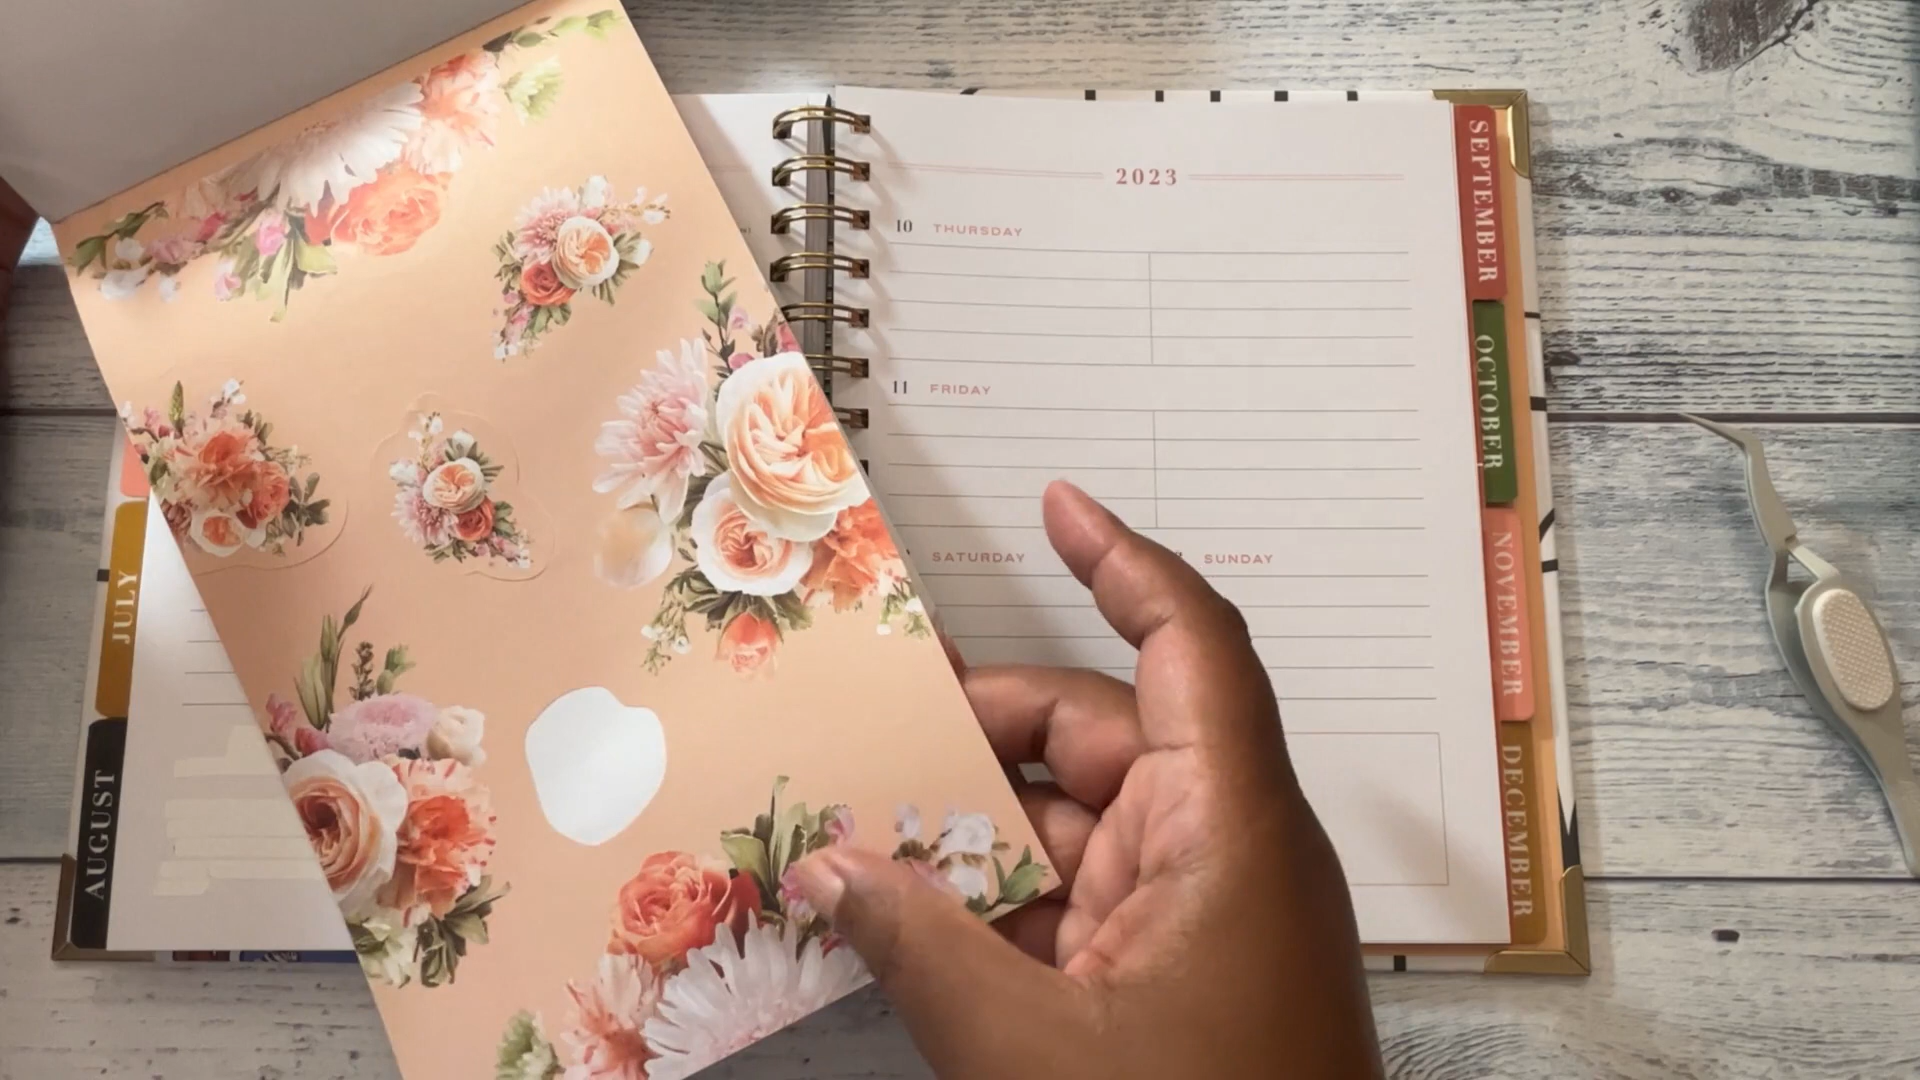 2023
10 THURSDAY
11 FRIDAY
SATURDAY
SUNDAY
JULY
AUGUST
SEPTEMBER
OCTOBER
NOVEMBER
DECEMBER